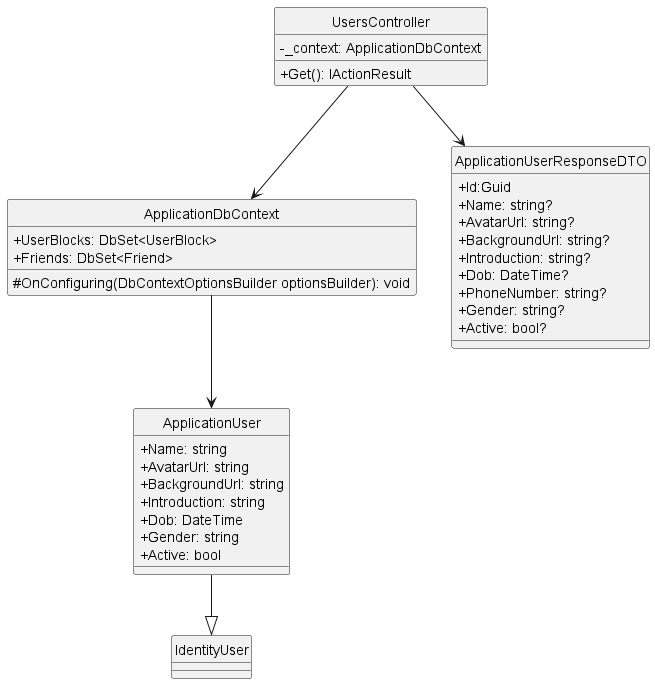 UsersController
-_context: ApplicationDbContext
+Get(): IActionResult
ApplicationUserResponseDTO
+Id:Guid
+Name: string?
+AvatarUrl: string?
+BackgroundUrl: string?
+Introduction: string?
+Dob: DateTime?
+PhoneNumber: string?
+Gender: string?
+Active: bool?
ApplicationDbContext
+UserBlocks: DbSet<UserBlock>
+Friends: DbSet<Friend>
#OnConfiguring(DbContextOptionsBuilder optionsBuilder): void
ApplicationUser
+Name: string
+AvatarUrl: string
+BackgroundUrl: string
+Introduction: string
+Dob: DateTime
+Gender: string
+Active: bool
IdentityUser